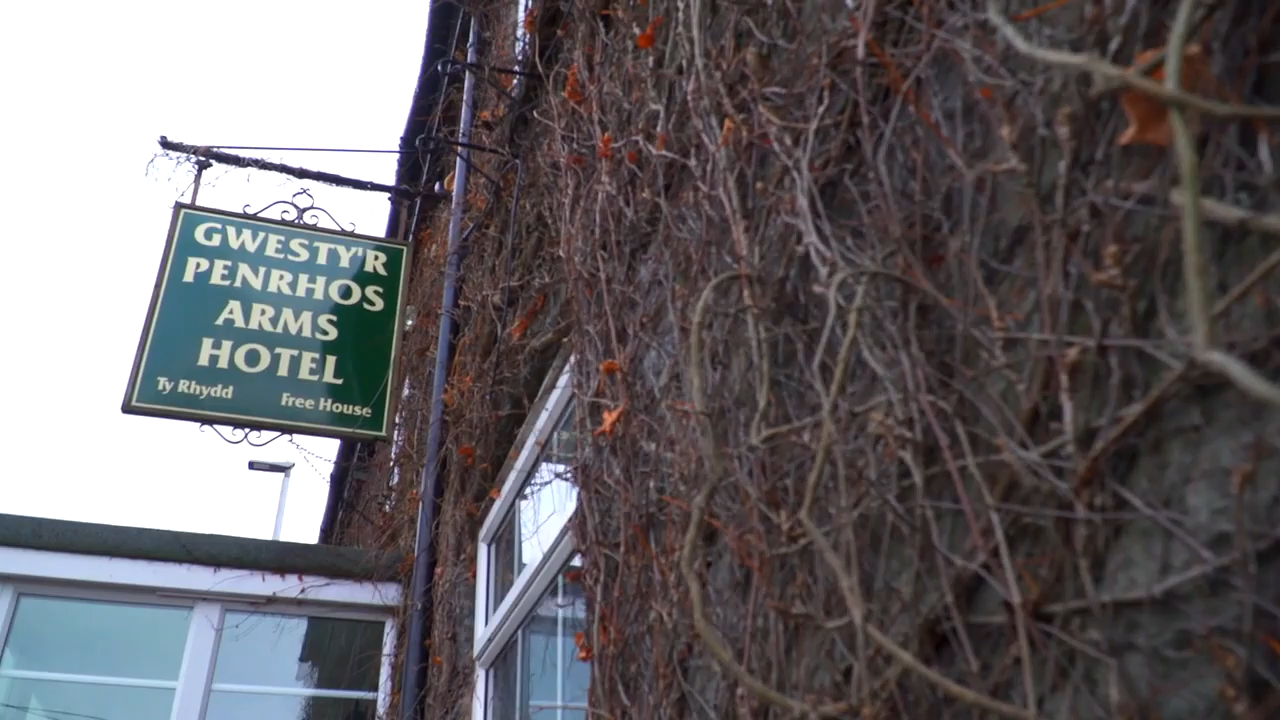 GWESTY'R
PENRHOS
ARMS
HOTEL
Ty Rhydd Free House